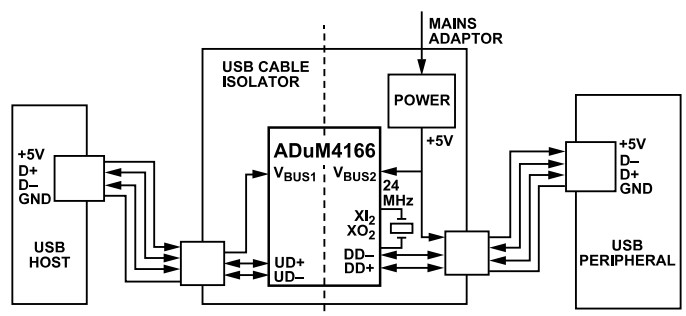 MAINS
ADAPTOR
USB CABLE
ISOLATOR
POWER
+5V
ADuM4166
VBUS1
VBUS2
24
MHz
XI2
XO2
UD+
UD–
DD–
DD+
+5V
D+
D–
GND
USB
HOST
+5V
D–
D+
GND
USB
PERIPHERAL